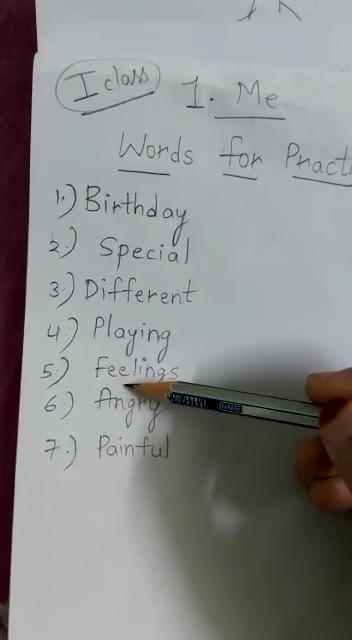 I class
1. Me
Words for Practi
1.) Birthday
2.) Special
3.) Different
4.) Playing
5.) Feelings
6.) Angry
7.) Painful